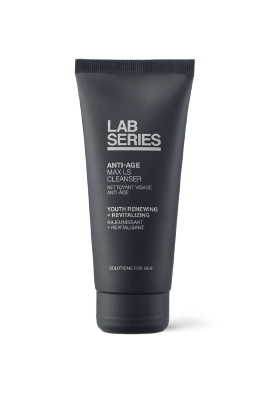 LAB
SERIES
ANTI-AGE
MAX LS
CLEANSER
NETTOYANT VISAGE
ANTI-ÂGE
YOUTH RENEWING
+ REVITALIZING
RAJEUNISSANT
+ REVITALISANT
SOLUTIONS FOR MEN